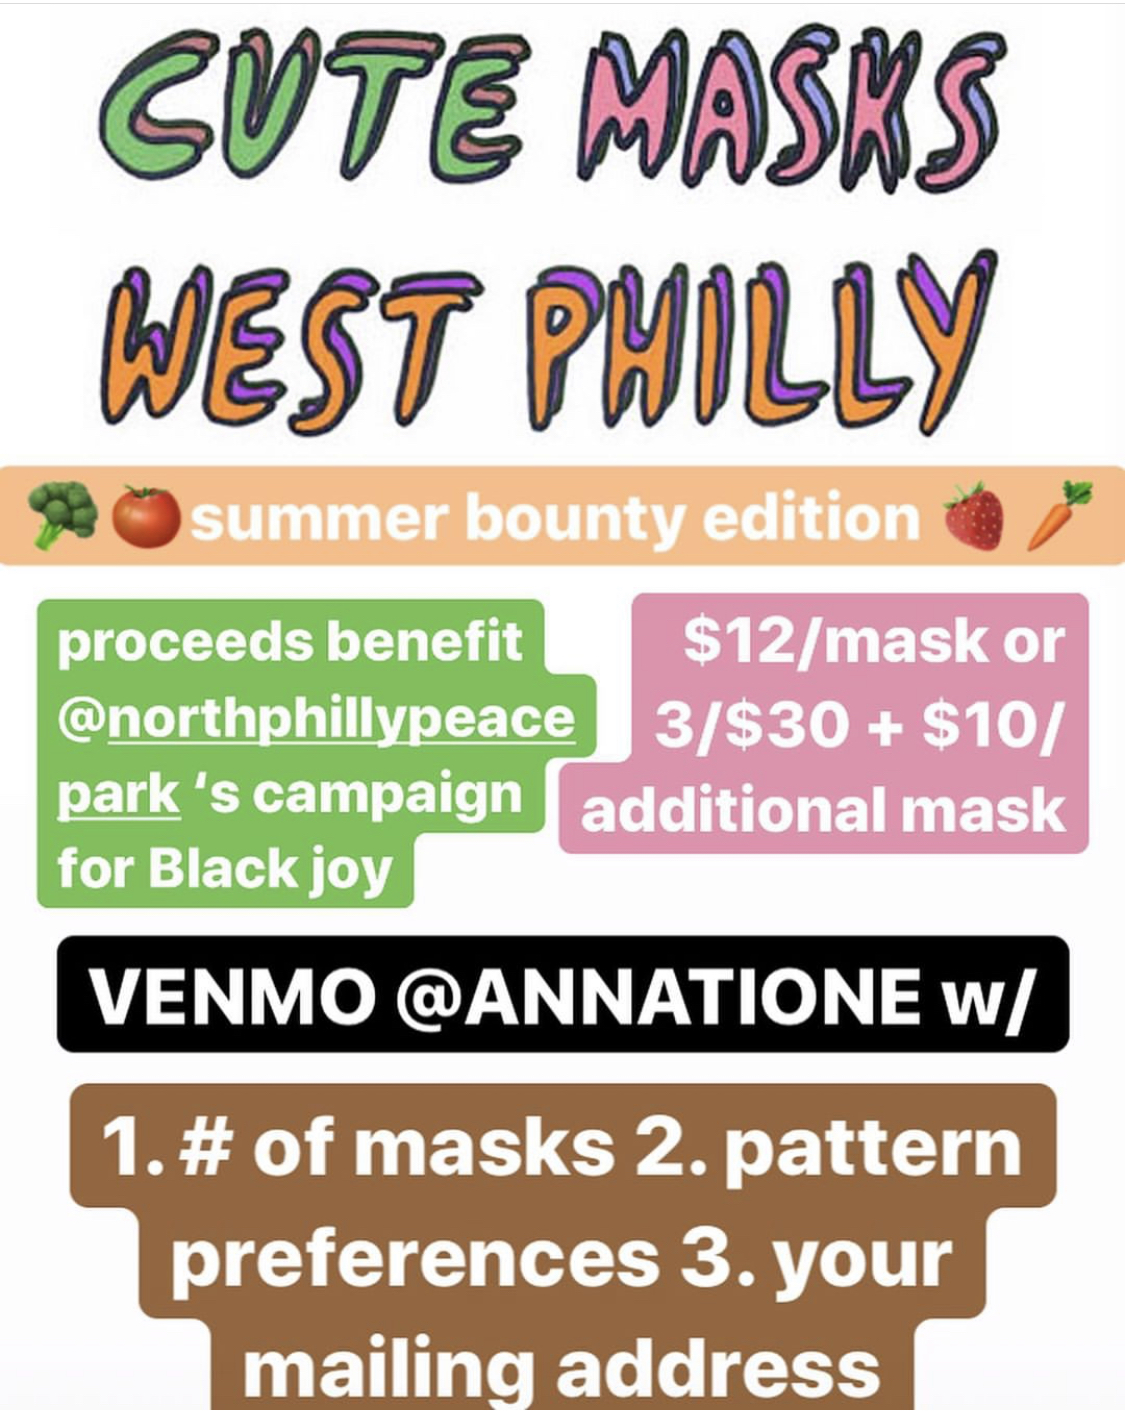 CUTE MASKS
WEST PHILLY
🥦🍅summer bounty edition 🍓🥕
proceeds benefit
@northphillypeace
park ‘s campaign
for Black joy
$12/mask or
3/$30 + $10/
additional mask
VENMO @ANNATIONE w/
1. # of masks 2. pattern
preferences 3. your
mailing address